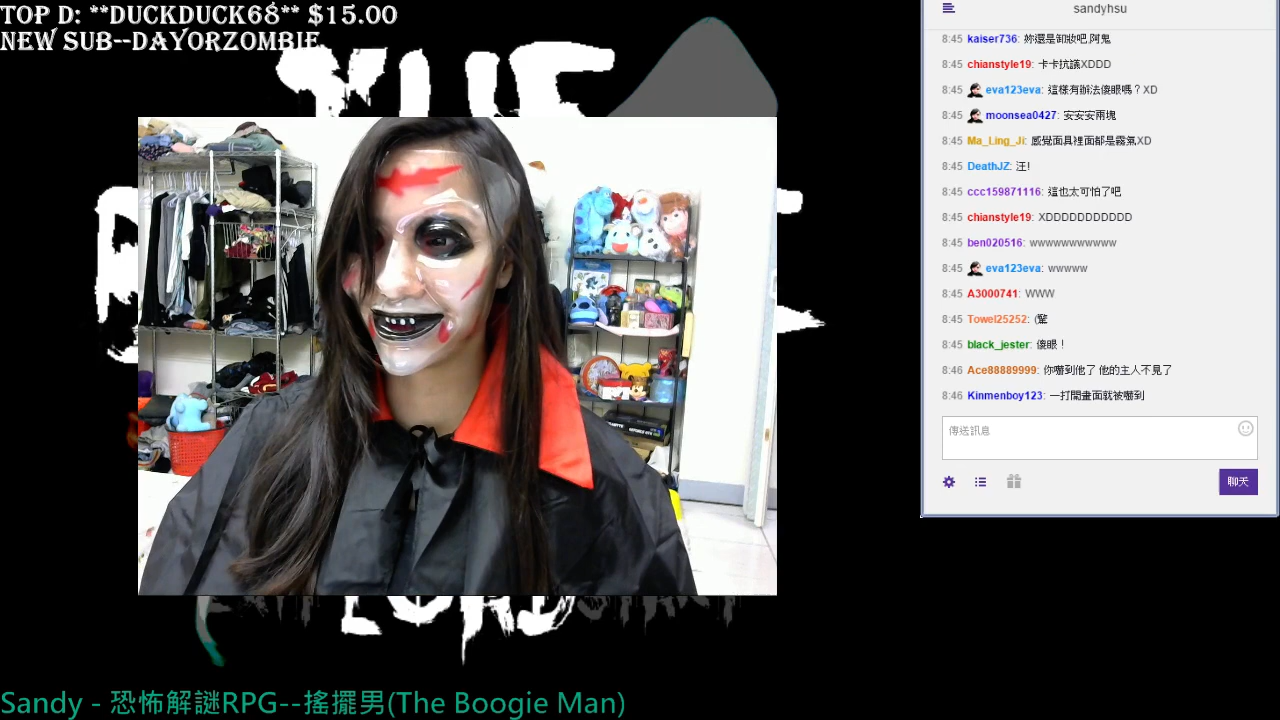 TOP D: **DUCKDUCK68** $15.00
NEW SUB--DAYORZOMBIE
THE
LORD
sandyhsu
8:45 kaiser736: 妳還是卸妝吧,阿鬼
8:45 chianstyle19: 卡卡抗議XDDD
8:45 eva123eva: 這樣有辦法傻眼嗎？XD
8:45 moonsea0427: 安安安兩塊
8:45 Ma_Ling_Ji: 感覺面具裡面都是霧氣XD
8:45 DeathJZ: 汪!
8:45 ccc159871116: 這也太可怕了吧
8:45 chianstyle19: XDDDDDDDDDDD
8:45 ben020516: wwwwwwwwwww
8:45 eva123eva: wwwww
8:45 A3000741: WWW
8:45 Towel25252: (驚
8:45 black_jester: 傻眼！
8:46 Ace88889999: 你嚇到他了 他的主人不見了
8:46 Kinmenboy123: 一打開畫面就被嚇到
傳送訊息
聊天
Sandy - 恐怖解謎RPG--搖擺男(The Boogie Man)